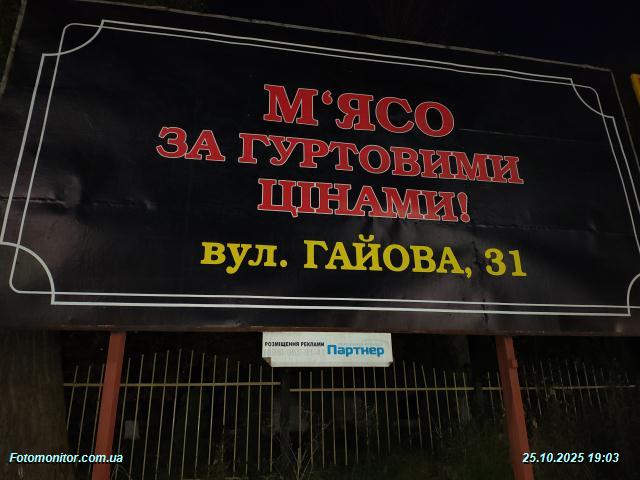 М‘ЯСО
ЗА ГУРТОВИМИ
ЦІНАМИ!
вул. ГАЙОВА, 31
РОЗМІЩЕННЯ РЕКЛАМИ
Партнер
Fotomonitor.com.ua
25.10.2025 19:03